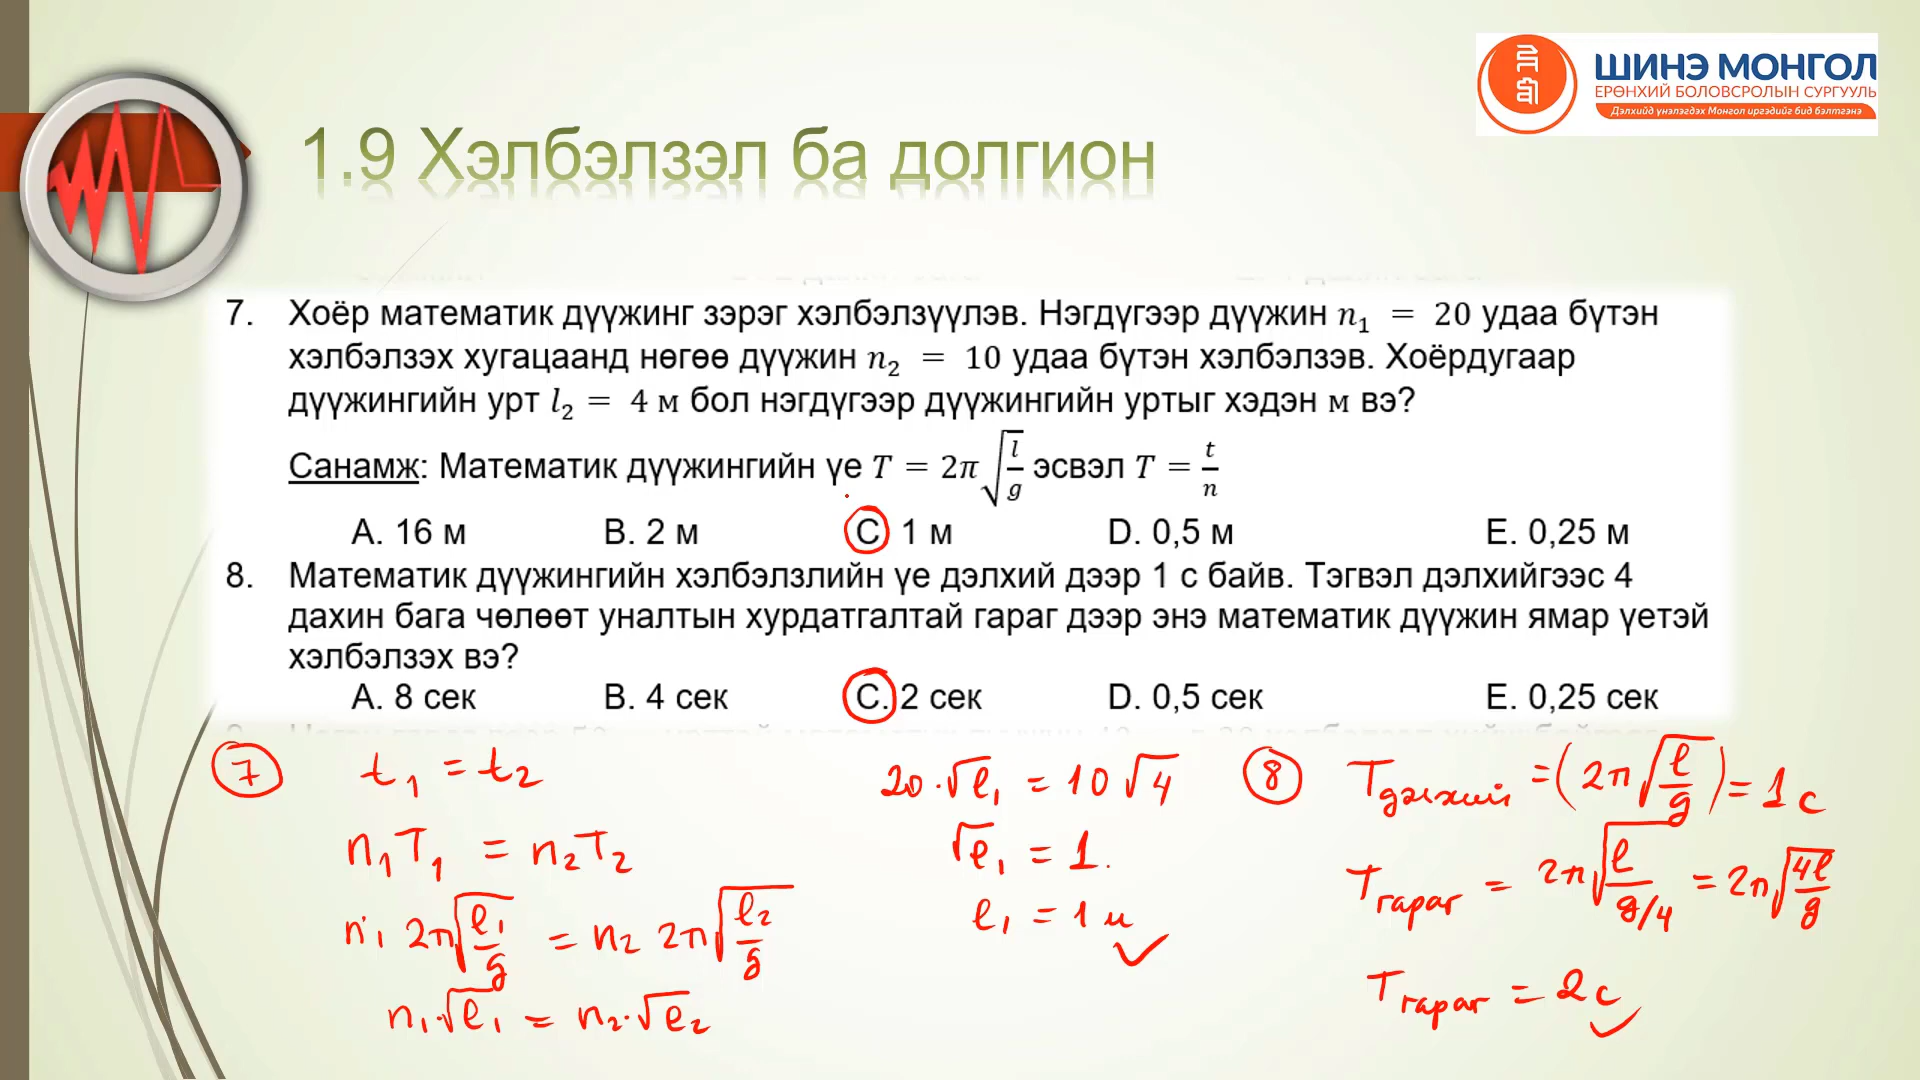 ШИНЭ МОНГОЛ
ЕРӨНХИЙ БОЛОВСРОЛЫН СУРГУУЛЬ
Дэлхийд үнэлэгдэх Монгол иргэдийг бид бэлтгэнэ
1.9 Хэлбэлзэл ба долгион
7. Хоёр математик дүүжинг зэрэг хэлбэлзүүлэв. Нэгдүгээр дүүжин n₁ = 20 удаа бүтэн
хэлбэлзэх хугацаанд нөгөө дүүжин n₂ = 10 удаа бүтэн хэлбэлзэв. Хоёрдугаар
дүүжингийн урт l₂ = 4 м бол нэгдүгээр дүүжингийн уртыг хэдэн м вэ?
Санамж: Математик дүүжингийн үе T = 2π√(l/g) эсвэл T = t/n
A. 16 м B. 2 м C. 1 м D. 0,5 м E. 0,25 м
8. Математик дүүжингийн хэлбэлзлийн үе дэлхий дээр 1 с байв. Тэгвэл дэлхийгээс 4
дахин бага чөлөөт уналтын хурдатгалтай гараг дээр энэ математик дүүжин ямар үетэй
хэлбэлзэх вэ?
A. 8 сек B. 4 сек C. 2 сек D. 0,5 сек E. 0,25 сек
7 t₁ = t₂
n₁T₁ = n₂T₂
n₁ 2π√(l₁/g) = n₂ 2π√(l₂/g)
n₁·√l₁ = n₂·√l₂
20·√l₁ = 10√4
√l₁ = 1.
l₁ = 1 м
8 Tдэлхий = (2π√(l/g)) = 1 с
Tгараг = 2π√(l/(g/4)) = 2π√(4l/g)
Tгараг = 2с